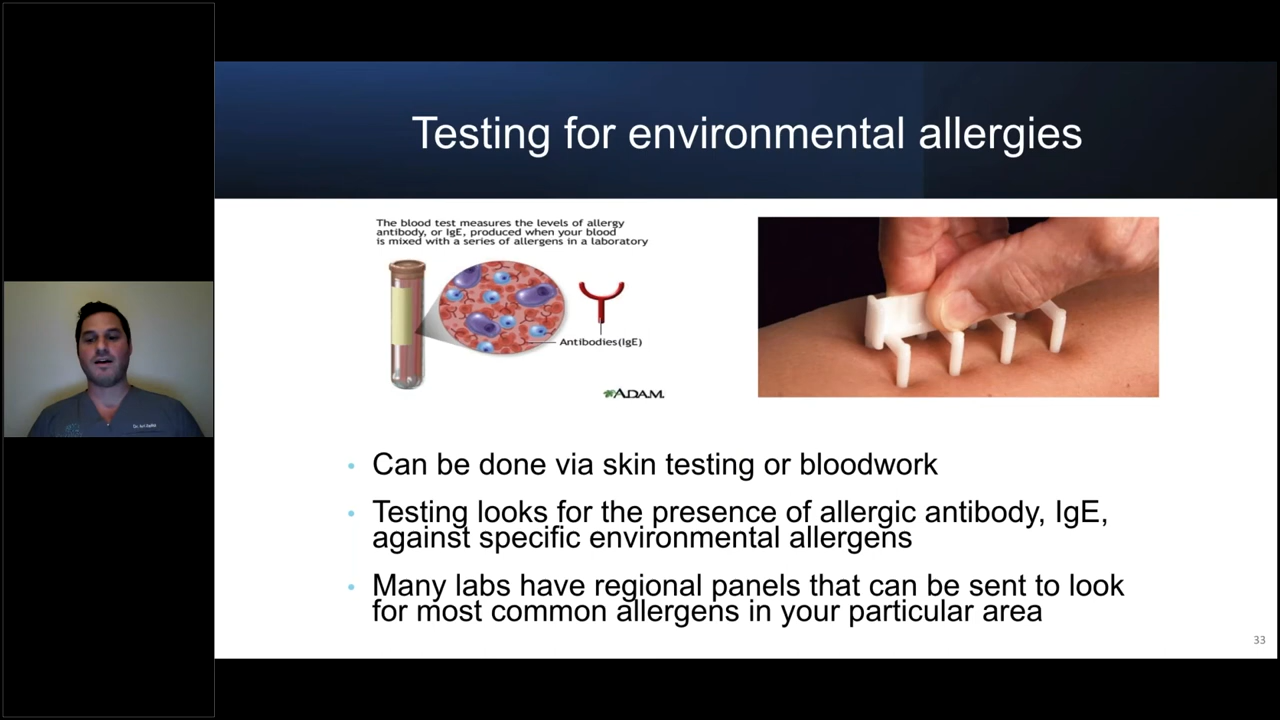 Testing for environmental allergies
The blood test measures the levels of allergy
antibody, or IgE, produced when your blood
is mixed with a series of allergens in a laboratory
Antibodies(IgE)
ADAM.
• Can be done via skin testing or bloodwork
• Testing looks for the presence of allergic antibody, IgE,
against specific environmental allergens
• Many labs have regional panels that can be sent to look
for most common allergens in your particular area
33